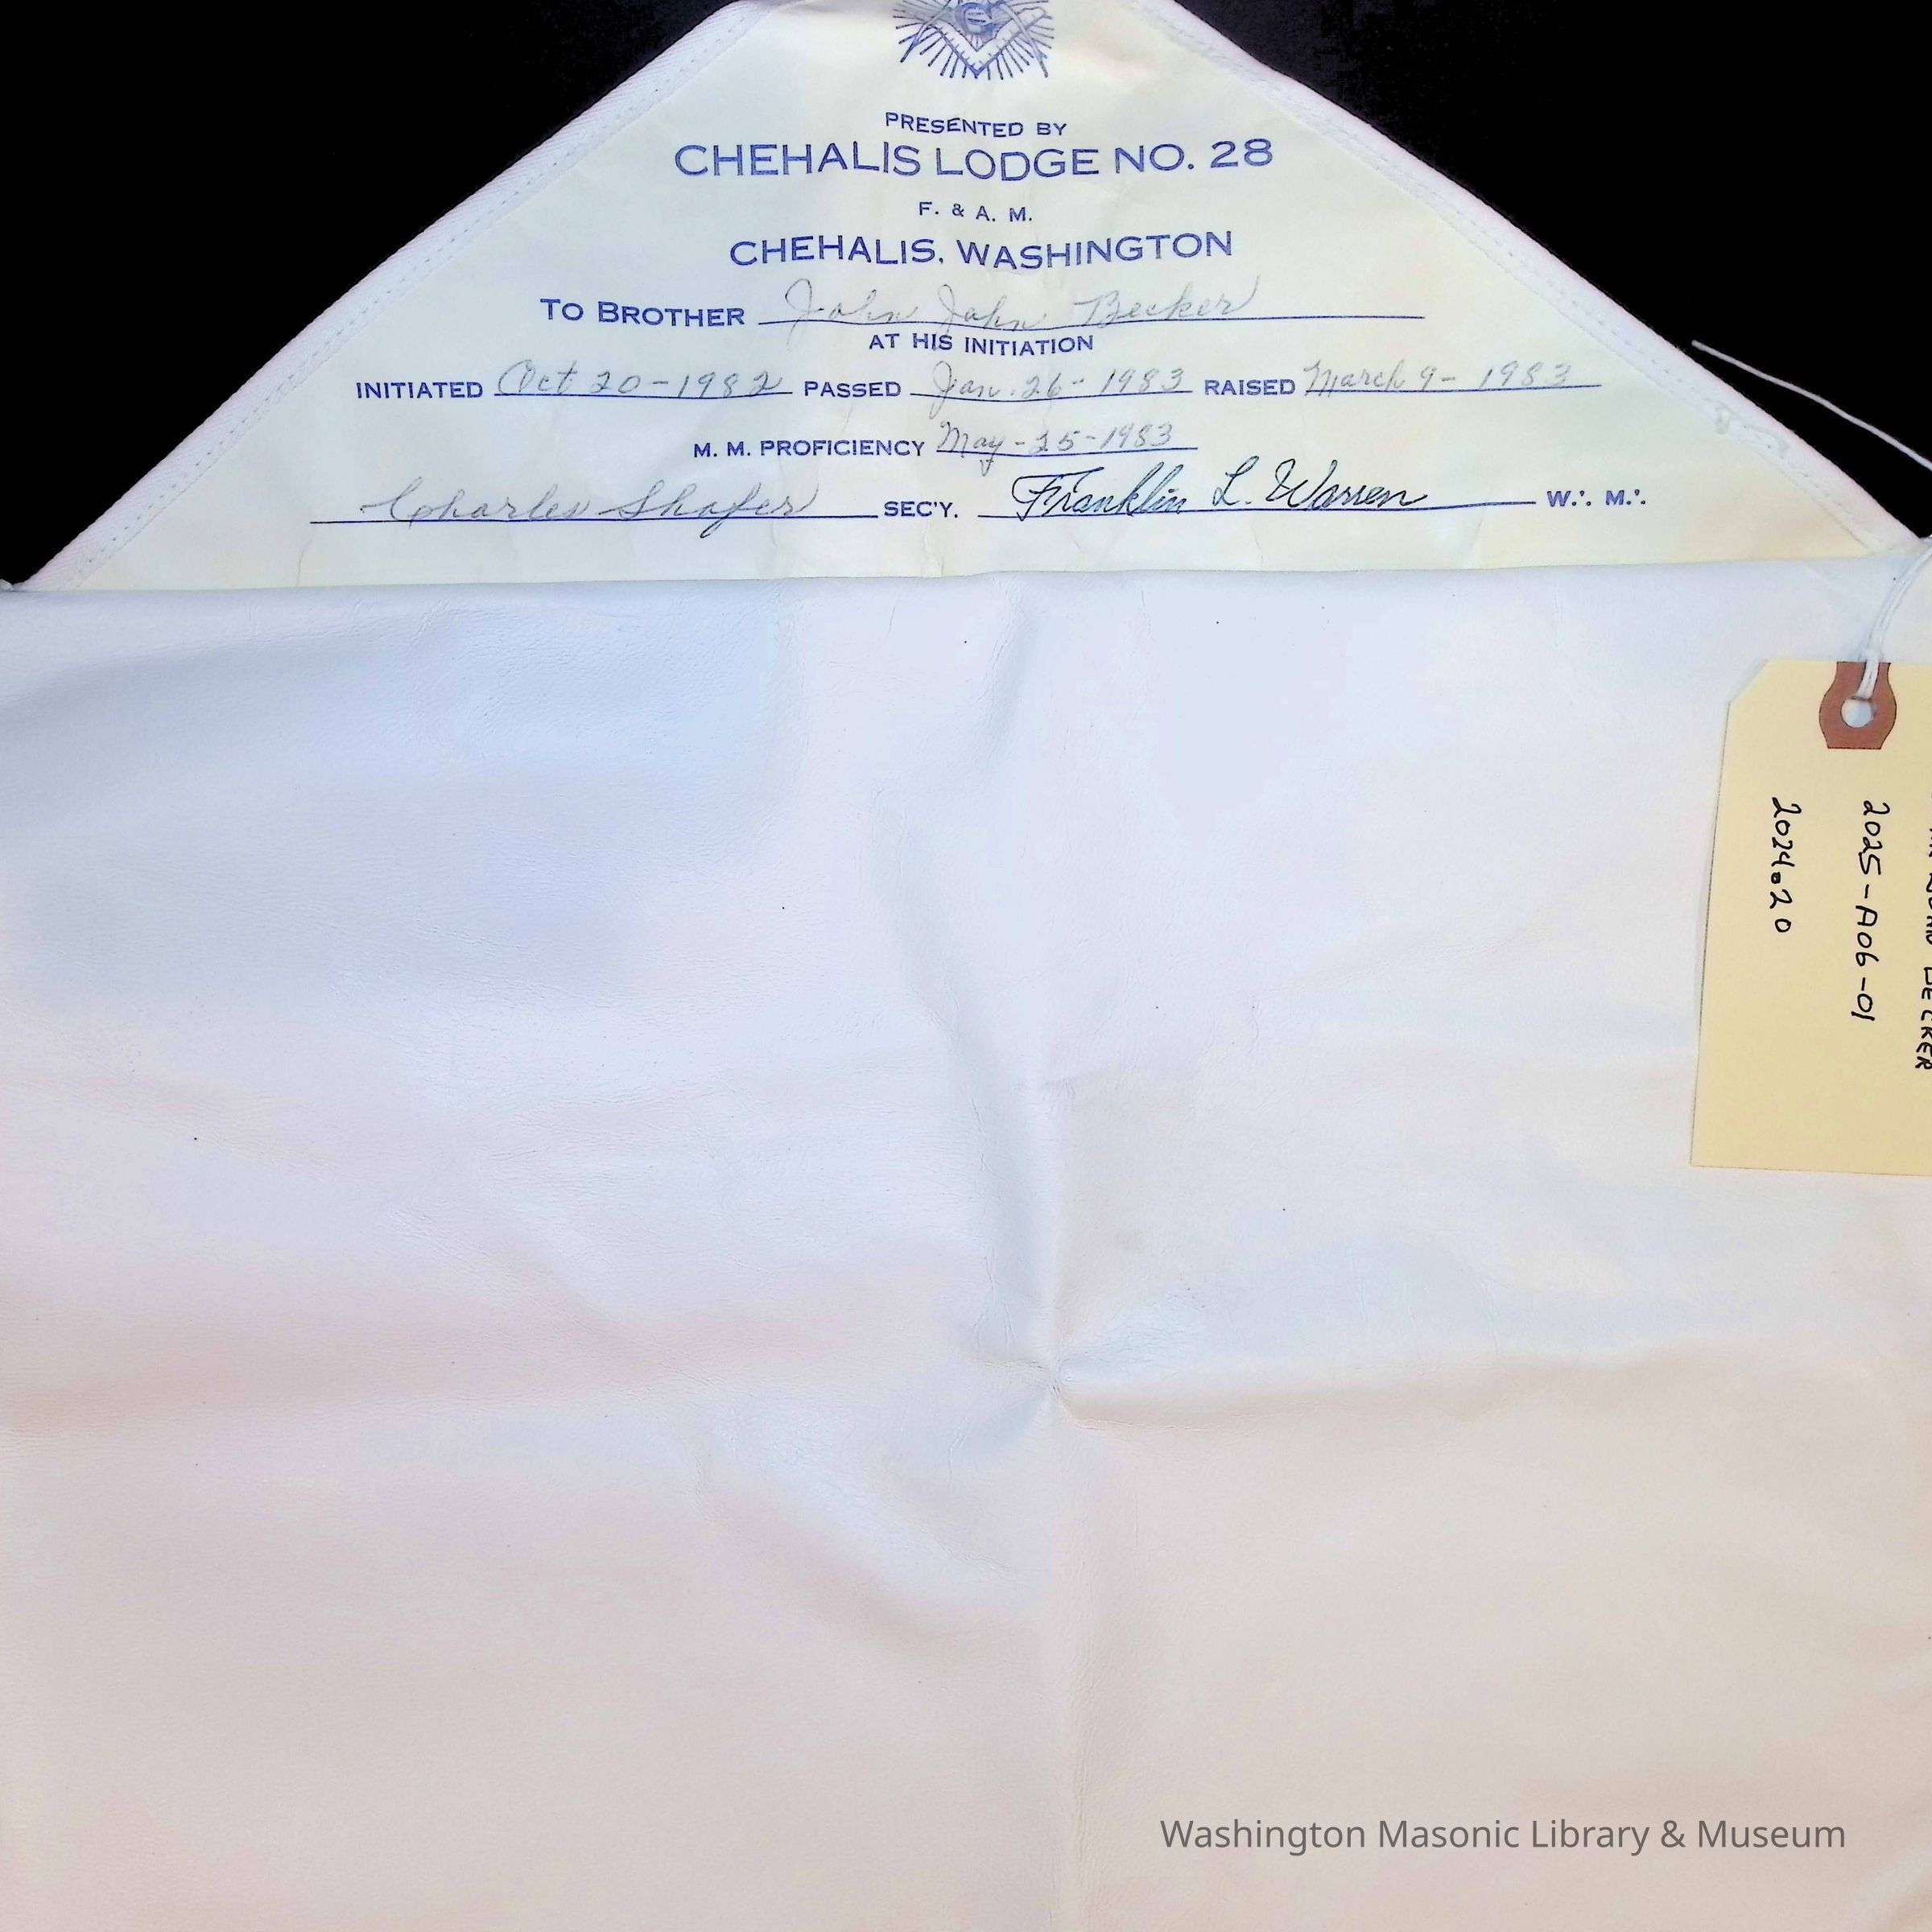 G
PRESENTED BY
CHEHALIS LODGE NO. 28
F. & A. M.
CHEHALIS, WASHINGTON
TO BROTHER John John Becker
AT HIS INITIATION
INITIATED Oct 20-1982 PASSED Jan. 26- 1983 RAISED March 9- 1983
M. M. PROFICIENCY May-25-1983
Charles Shafer SEC'Y. Franklin L. Warren W.∴ M.∴
BECKER
2025-A06-01
2024.20
Washington Masonic Library & Museum